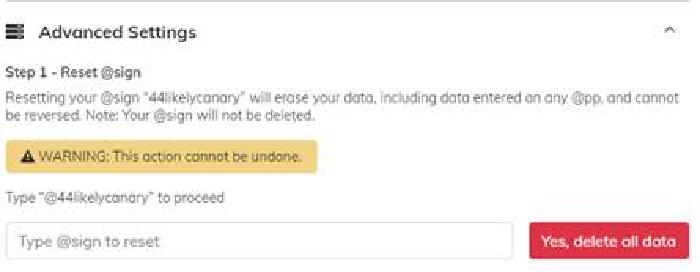 Advanced Settings
Step 1 - Reset @sign
Resetting your @sign "44likelycanary" will erase your data, including data entered on any @pp, and cannot
be reversed. Note: Your @sign will not be deleted.
WARNING: This action cannot be undone.
Type "@44likelycanary" to proceed
Type @sign to reset
Yes, delete all data